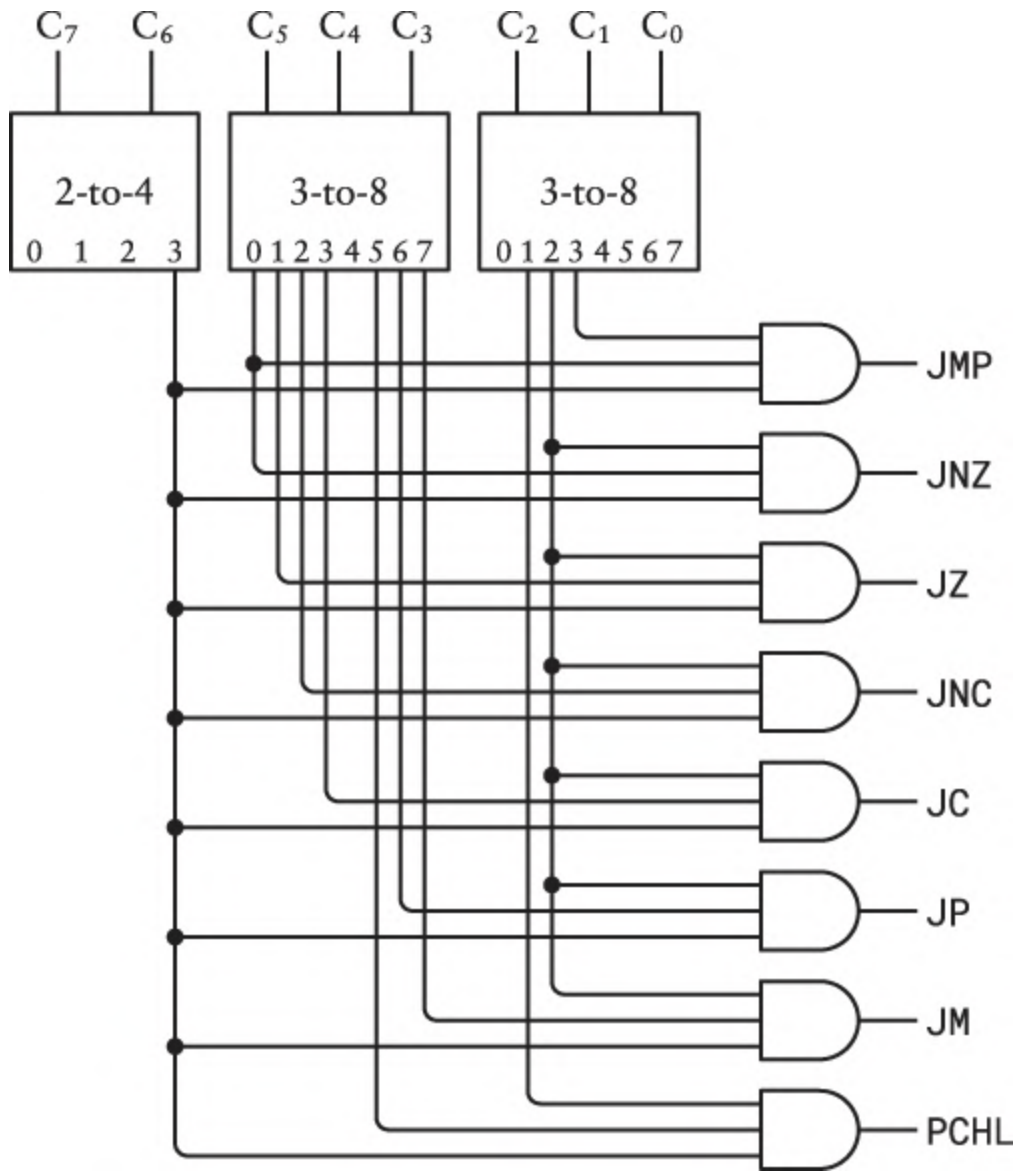 C₇ C₆ C₅ C₄ C₃ C₂ C₁ C₀
2-to-4 3-to-8 3-to-8
0 1 2 3 0 1 2 3 4 5 6 7 0 1 2 3 4 5 6 7
JMP
JNZ
JZ
JNC
JC
JP
JM
PCHL